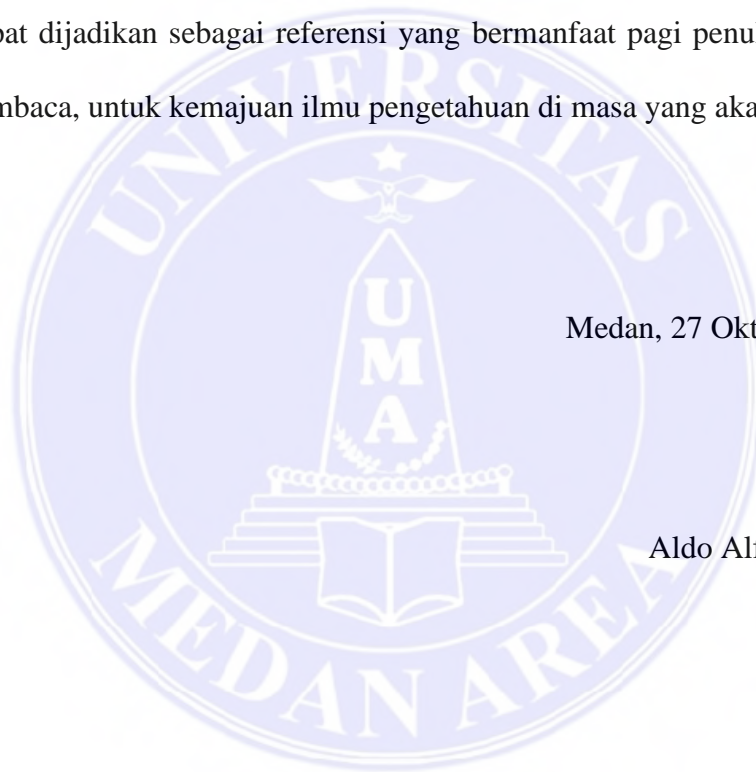 dijadikan sebagai referensi yang bermanfaat pagi
untuk kemajuan ilmu pengetahuan di masa yang
UNIVERSITAS
UMA
Medan, 27
Aldo
MEDAN AREA